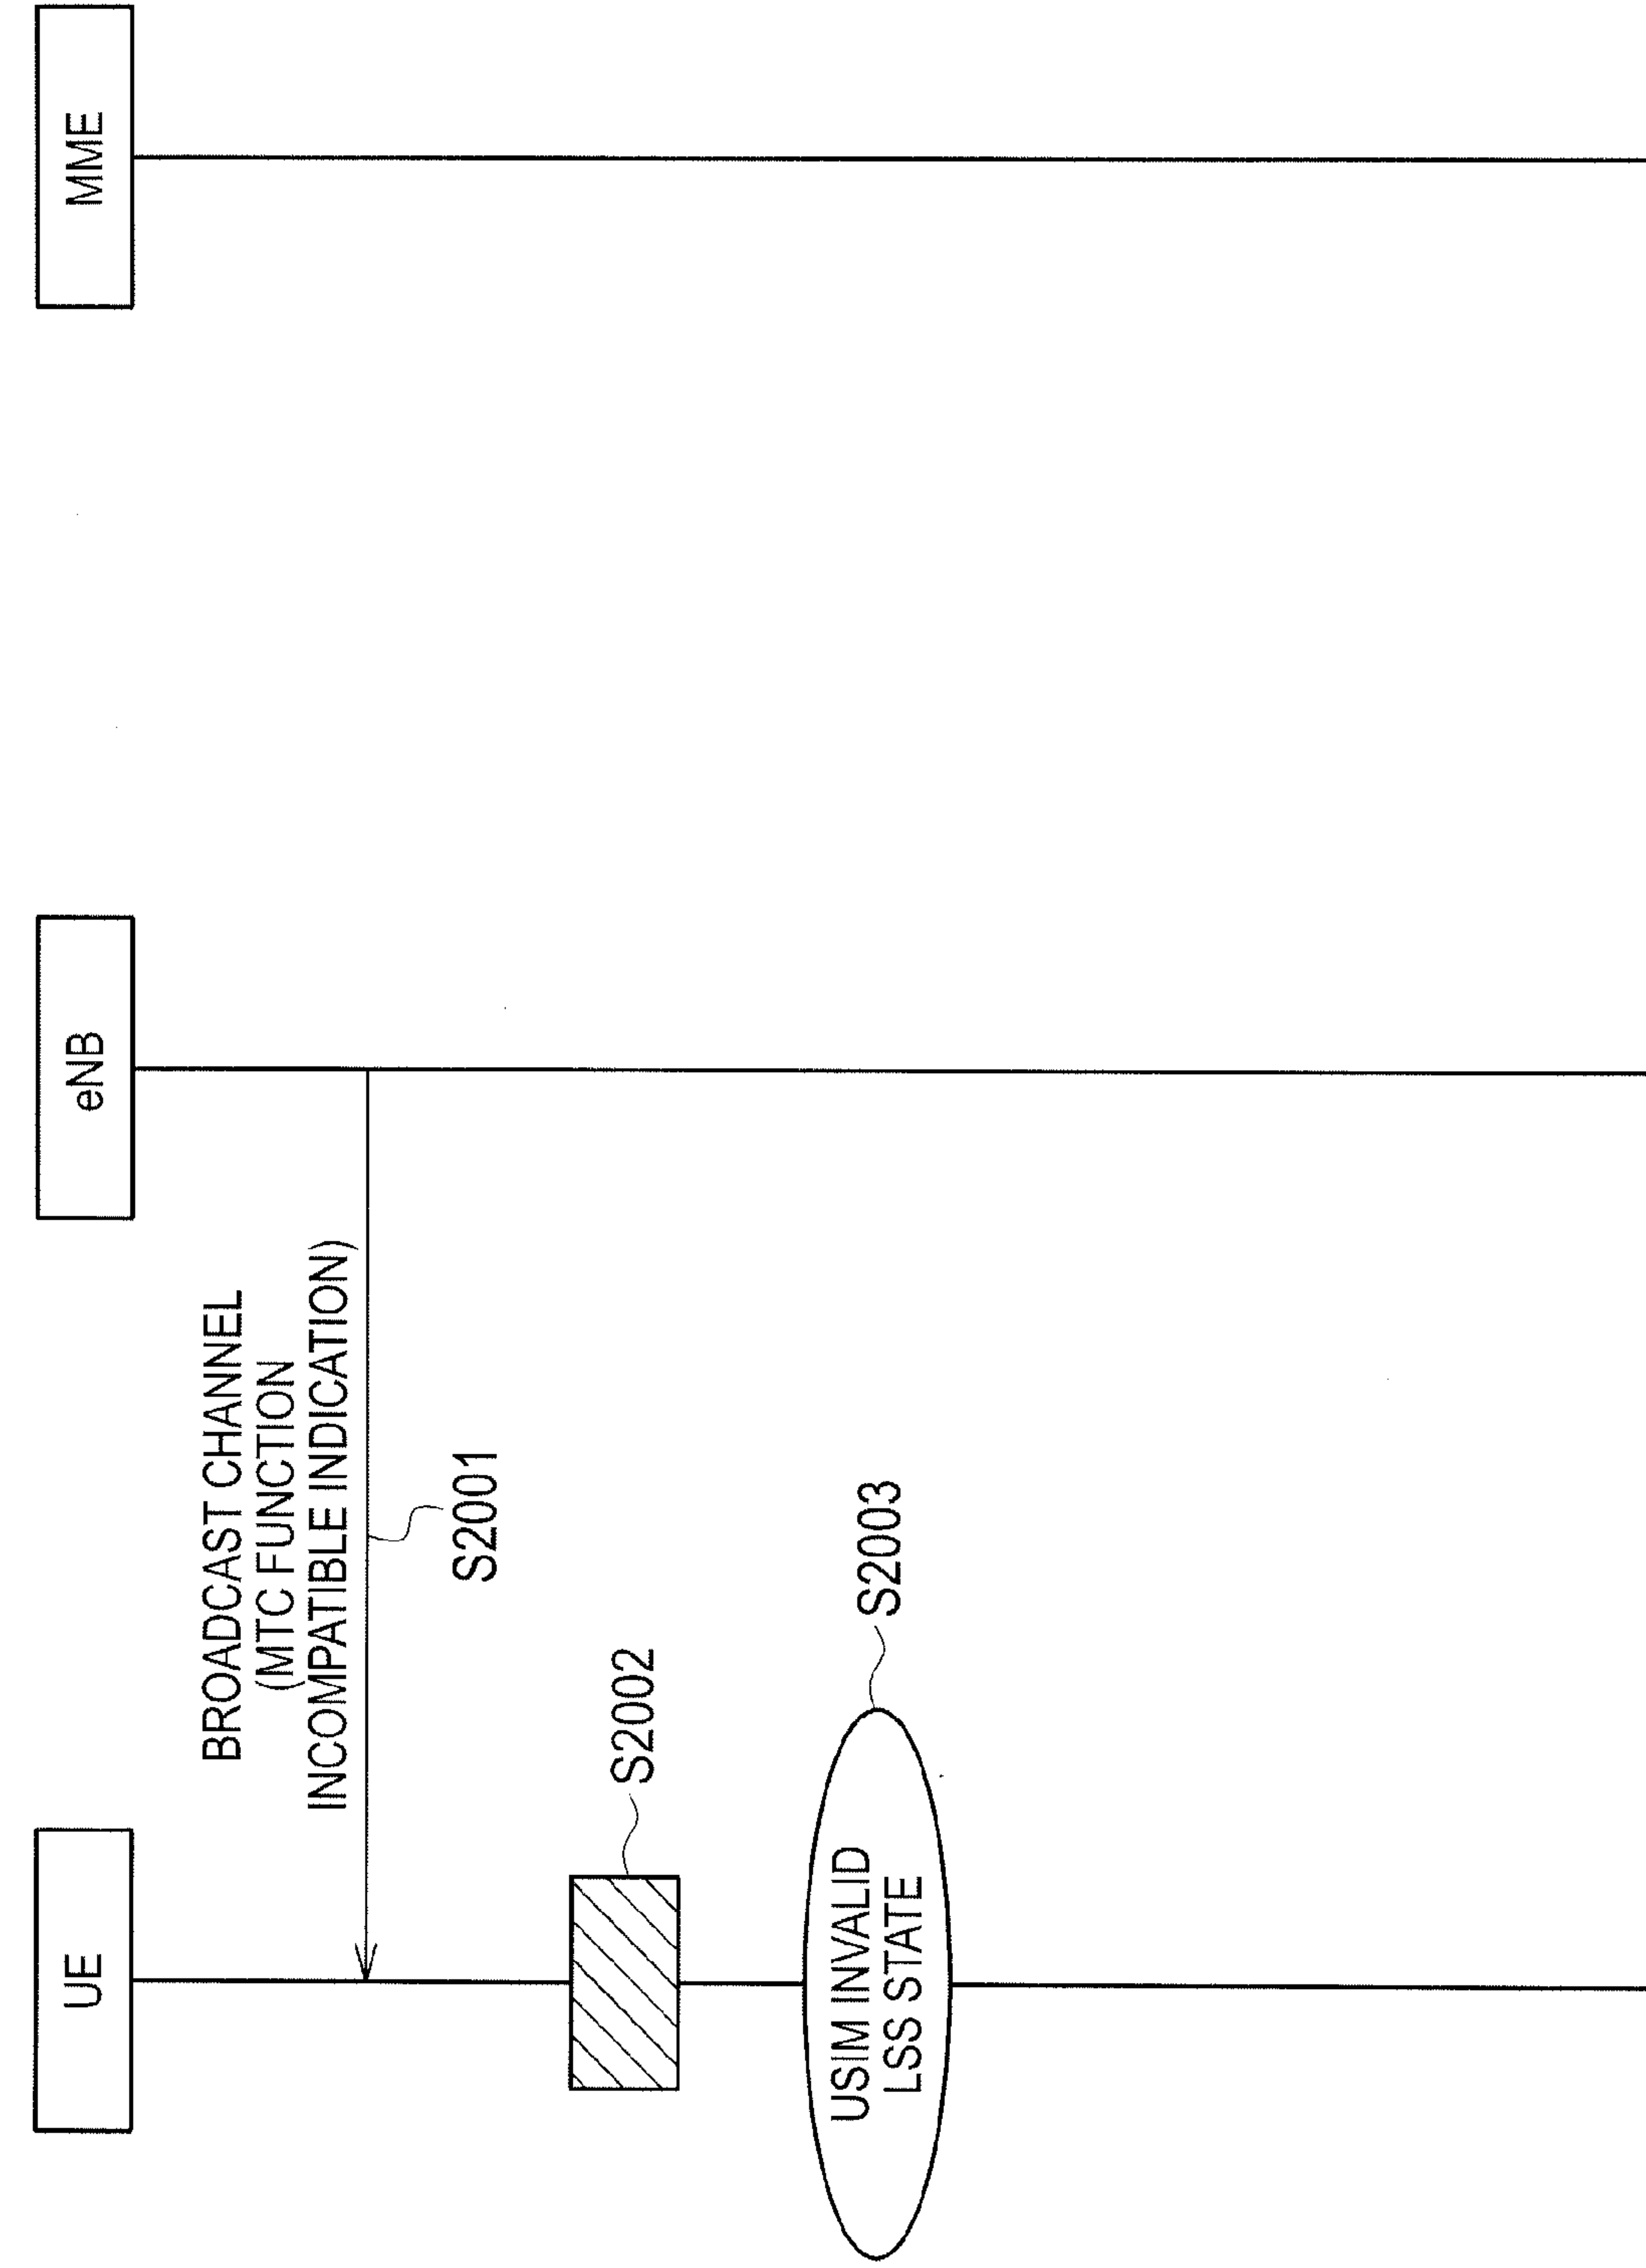 UE
eNB
MME
BROADCAST CHANNEL
(MTC FUNCTION
INCOMPATIBLE INDICATION)
S2001
S2002
S2003
USIM INVALID
LSS STATE